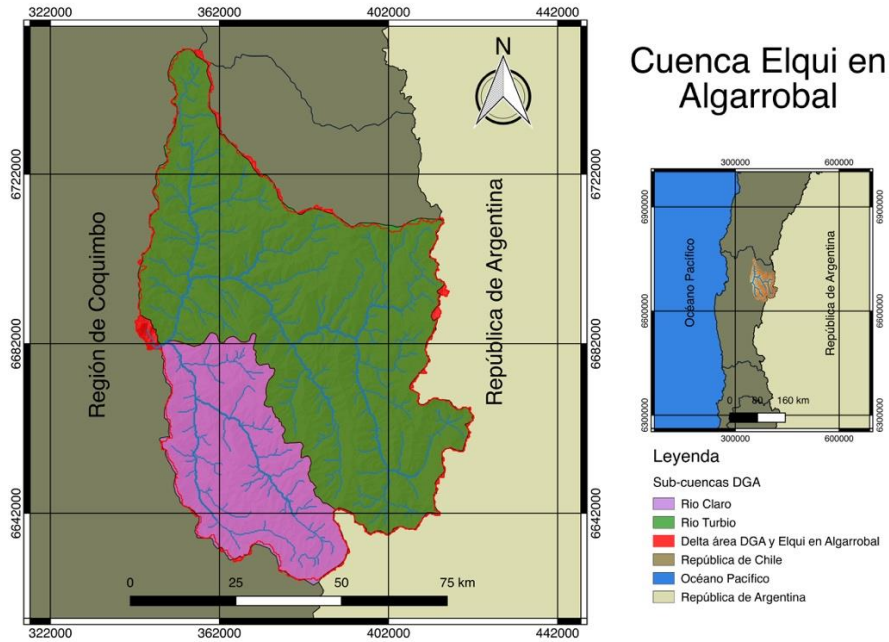 322000
362000
402000
442000
N
6722000
6722000
Región de Coquimbo
República de Argentina
6682000
6682000
6642000
6642000
0 25 50 75 km
322000
362000
402000
442000
Cuenca Elqui en
Algarrobal
300000
600000
6900000
6900000
Océano Pacífico
República de Argentina
6600000
6600000
0 80 160 km
6300000
6300000
300000
600000
Leyenda
Sub-cuencas DGA
Rio Claro
Rio Turbio
Delta área DGA y Elqui en Algarrobal
República de Chile
Océano Pacífico
República de Argentina